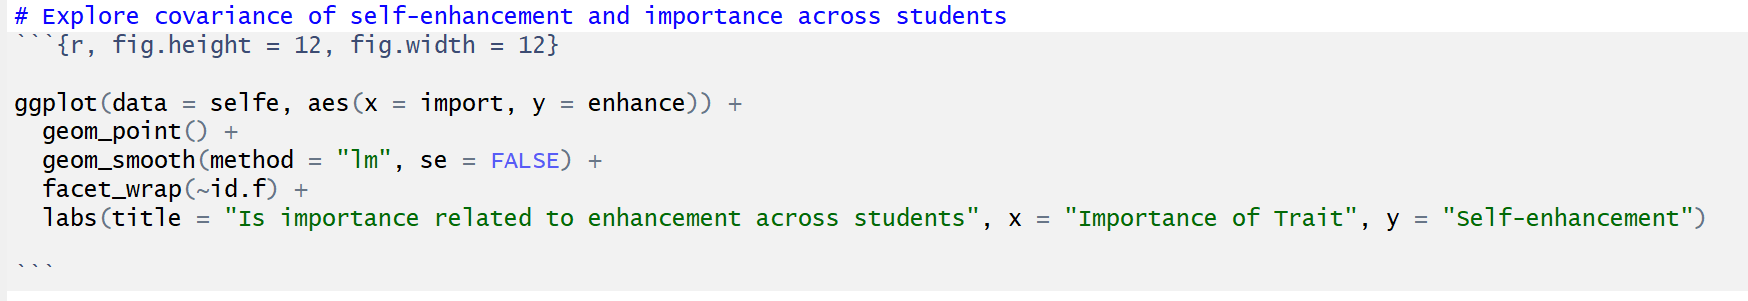 # Explore covariance of self-enhancement and importance across students
```{r, fig.height = 12, fig.width = 12}
ggplot(data = selfe, aes(x = import, y = enhance)) +
  geom_point() +
  geom_smooth(method = "lm", se = FALSE) +
  facet_wrap(~id.f) +
  labs(title = "Is importance related to enhancement across students", x = "Importance of Trait", y = "Self-enhancement")
```